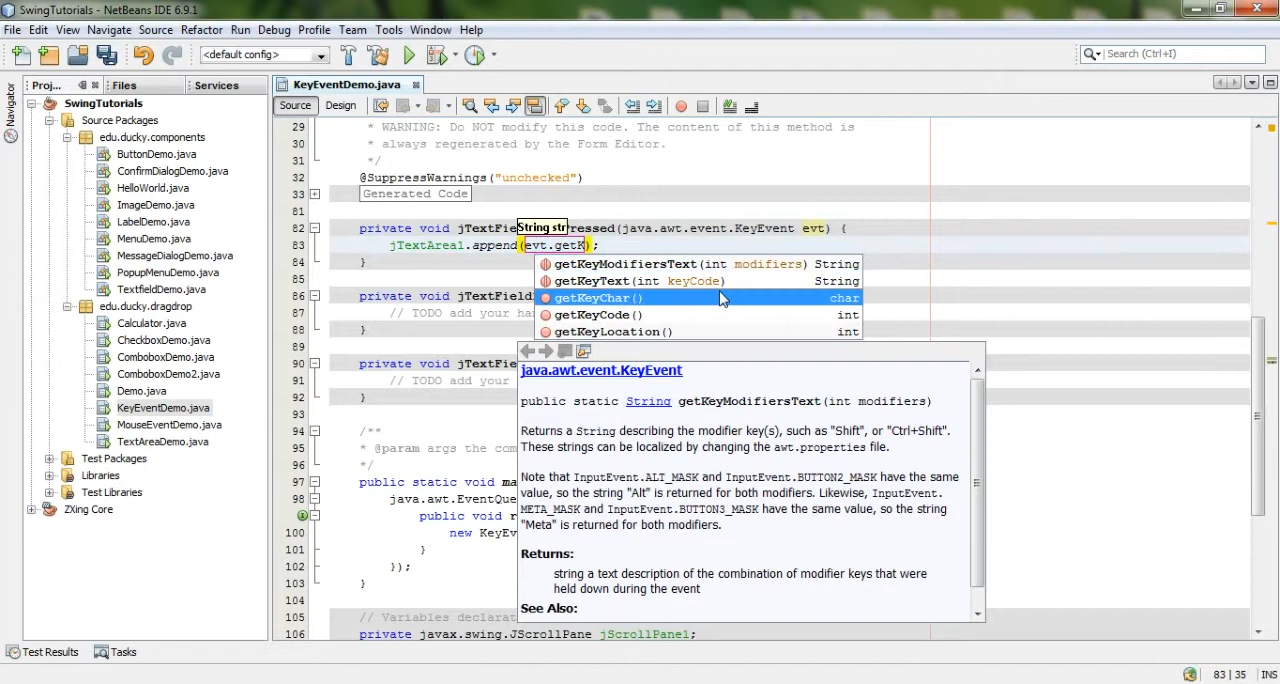 SwingTutorials - NetBeans IDE 6.9.1
File Edit View Navigate Source Refactor Run Debug Profile Team Tools Window Help
<default config>
Search (Ctrl+I)
Proj... Files Services
KeyEventDemo.java
Source Design
Navigator
SwingTutorials
Source Packages
edu.ducky.components
ButtonDemo.java
ConfirmDialogDemo.java
HelloWorld.java
ImageDemo.java
LabelDemo.java
MenuDemo.java
MessageDialogDemo.java
PopupMenuDemo.java
TextfieldDemo.java
edu.ducky.dragdrop
Calculator.java
CheckboxDemo.java
ComboboxDemo.java
ComboboxDemo2.java
Demo.java
KeyEventDemo.java
MouseEventDemo.java
TextAreaDemo.java
Test Packages
Libraries
Test Libraries
ZXing Core
29 * WARNING: Do NOT modify this code. The content of this method is
30 * always regenerated by the Form Editor.
31 */
32 @SuppressWarnings("unchecked")
33 Generated Code
81
String str
82 private void jTextFie ressed(java.awt.event.KeyEvent evt) {
83 jTextArea1.append(evt.getK);
84 }
86 private void jTextField
87 // TODO add your ha
88 }
89
90 private void jTextFie
91 // TODO add your
92 }
93
94 /**
95 * @param args the com
96 */
97 public static void ma
98 java.awt.EventQue
public void r
100 new KeyEv
101 }
102 });
103 }
104
105 // Variables declarat
106 private javax.swing.JScrollPane jScrollPane1;
getKeyModifiersText(int modifiers) String
getKeyText(int keyCode) String
getKeyChar() char
getKeyCode() int
getKeyLocation() int
java.awt.event.KeyEvent
public static String getKeyModifiersText(int modifiers)
Returns a String describing the modifier key(s), such as "Shift", or "Ctrl+Shift".
These strings can be localized by changing the awt.properties file.
Note that InputEvent.ALT_MASK and InputEvent.BUTTON2_MASK have the same
value, so the string "Alt" is returned for both modifiers. Likewise, InputEvent.
META_MASK and InputEvent.BUTTON3_MASK have the same value, so the string
"Meta" is returned for both modifiers.
Returns:
string a text description of the combination of modifier keys that were
held down during the event
See Also:
Test Results Tasks
83 | 35 INS